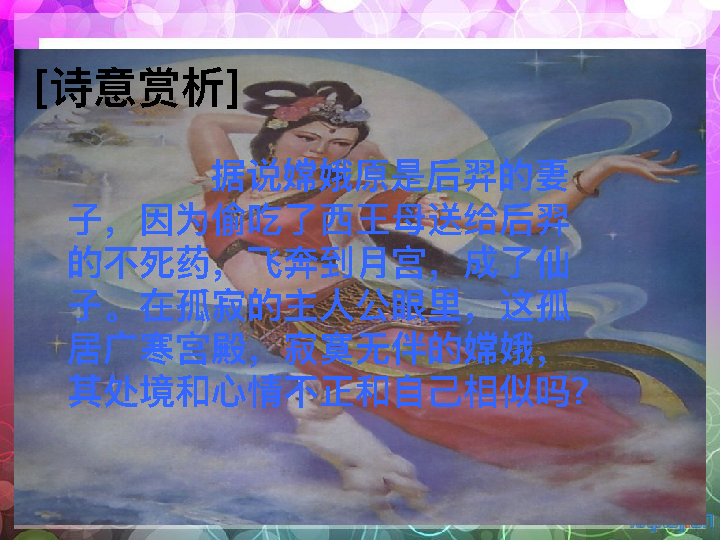 [诗意赏析]
据说嫦娥原是后羿的妻
子，因为偷吃了西王母送给后羿
的不死药，飞奔到月宫，成了仙
子。在孤寂的主人公眼里，这孤
居广寒宫殿，寂寞无伴的嫦娥，
其处境和心情不正和自己相似吗?